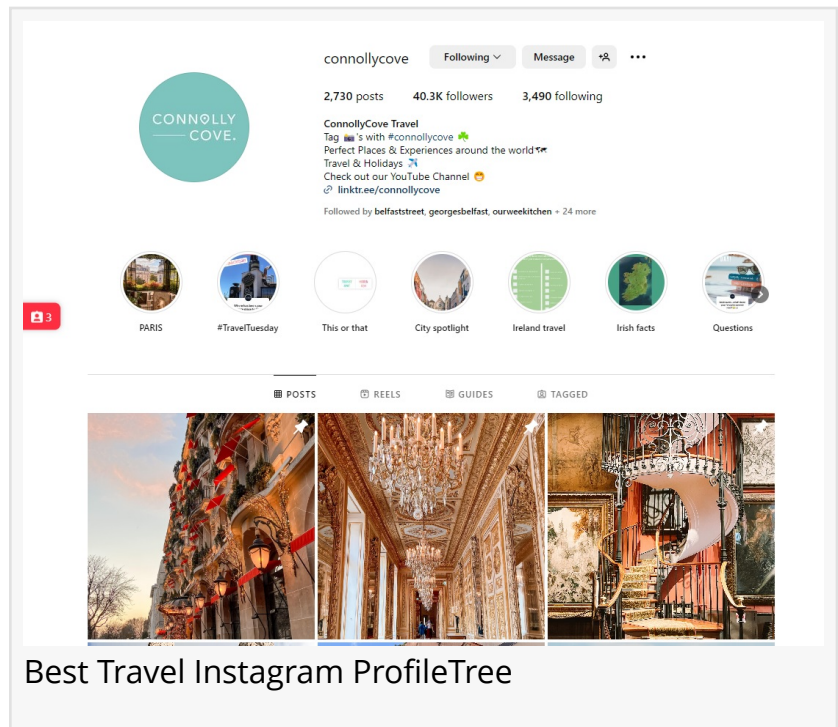 connollycove Following Message
2,730 posts 40.3K followers 3,490 following
CONNOLLY
COVE.
ConnollyCove Travel
Tag 📸's with #connollycove ☘️
Perfect Places & Experiences around the world🗺
Travel & Holidays ✈️
Check out our YouTube Channel 😁
linktr.ee/connollycove
Followed by belfaststreet, georgesbelfast, ourweekitchen + 24 more
3
PARIS #TravelTuesday This or that City spotlight Ireland travel Irish facts Questions
POSTS REELS GUIDES TAGGED
Best Travel Instagram ProfileTree